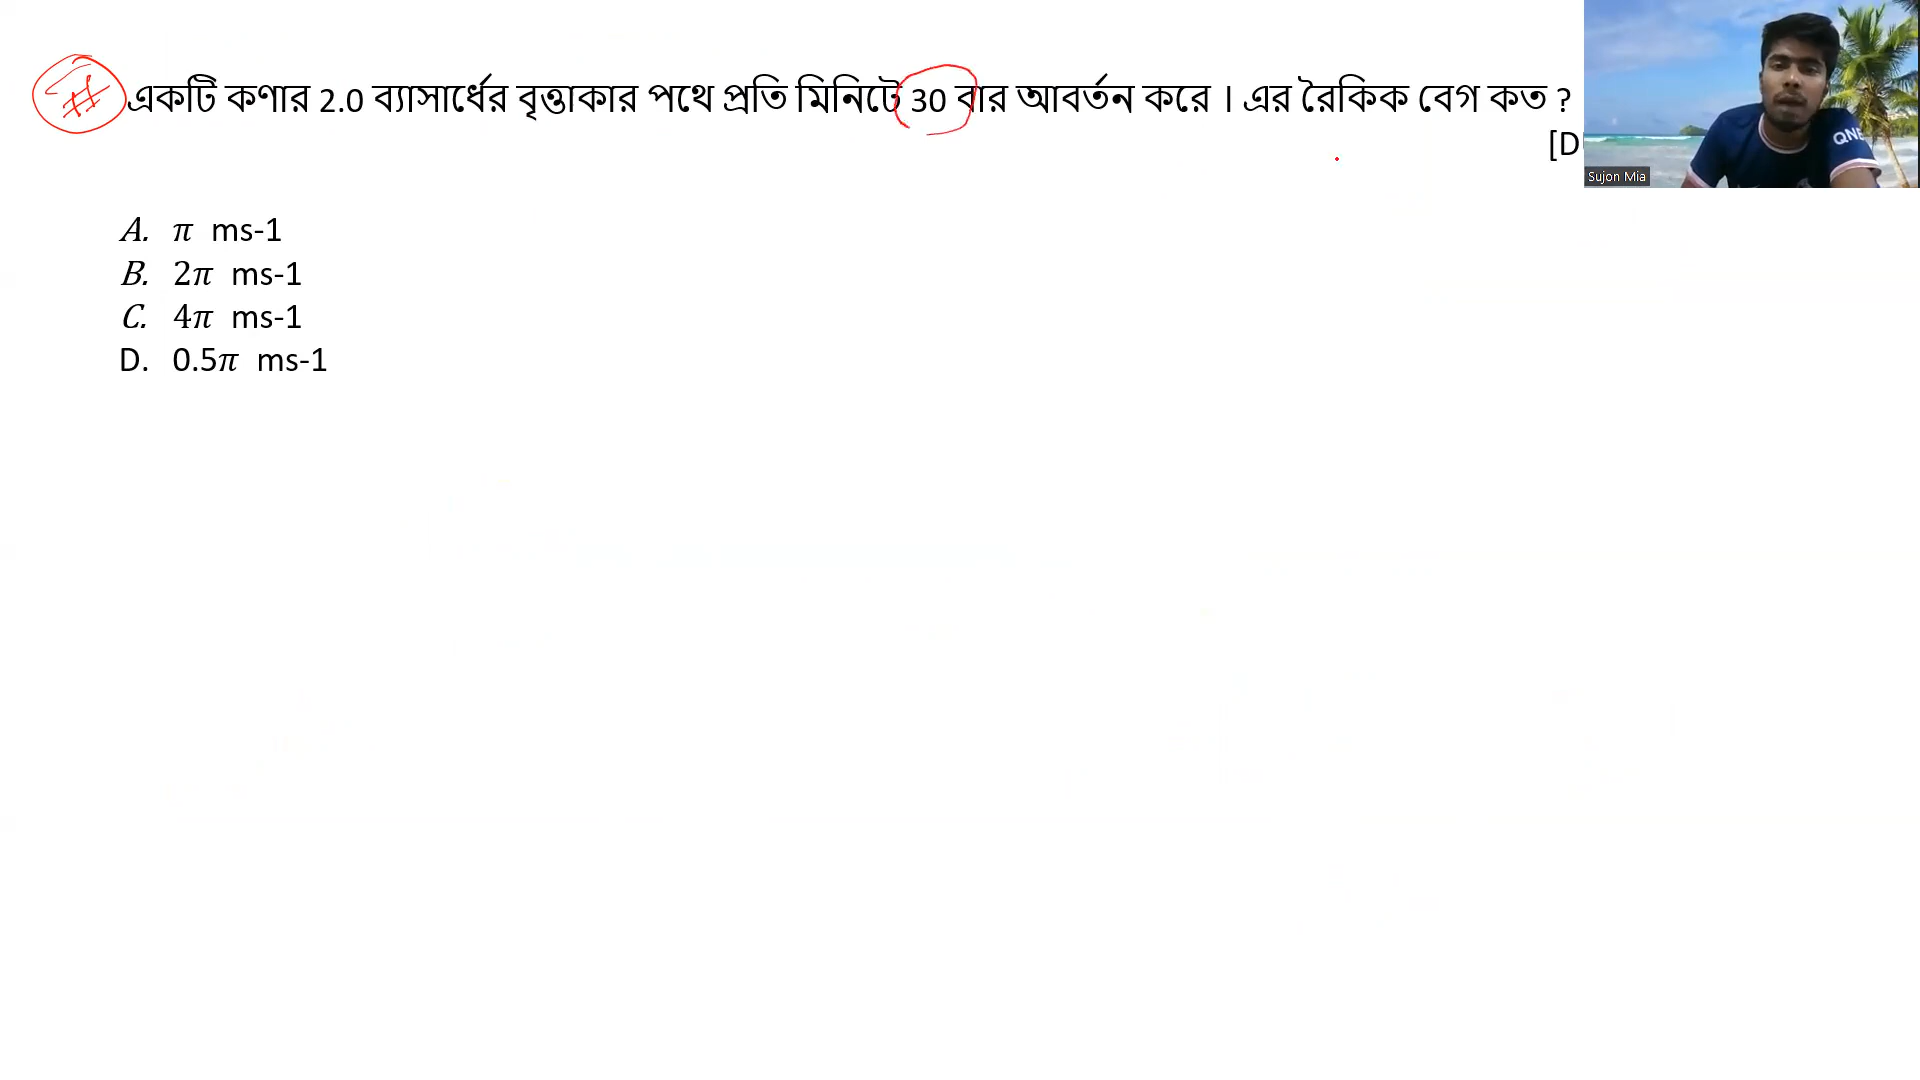 # একটি কণার 2.0 ব্যাসার্ধের বৃত্তাকার পথে প্রতি মিনিটে 30 বার আবর্তন করে । এর রৈকিক বেগ কত ?
[D
QNB
Sujon Mia
A. π ms-1
B. 2π ms-1
C. 4π ms-1
D. 0.5π ms-1